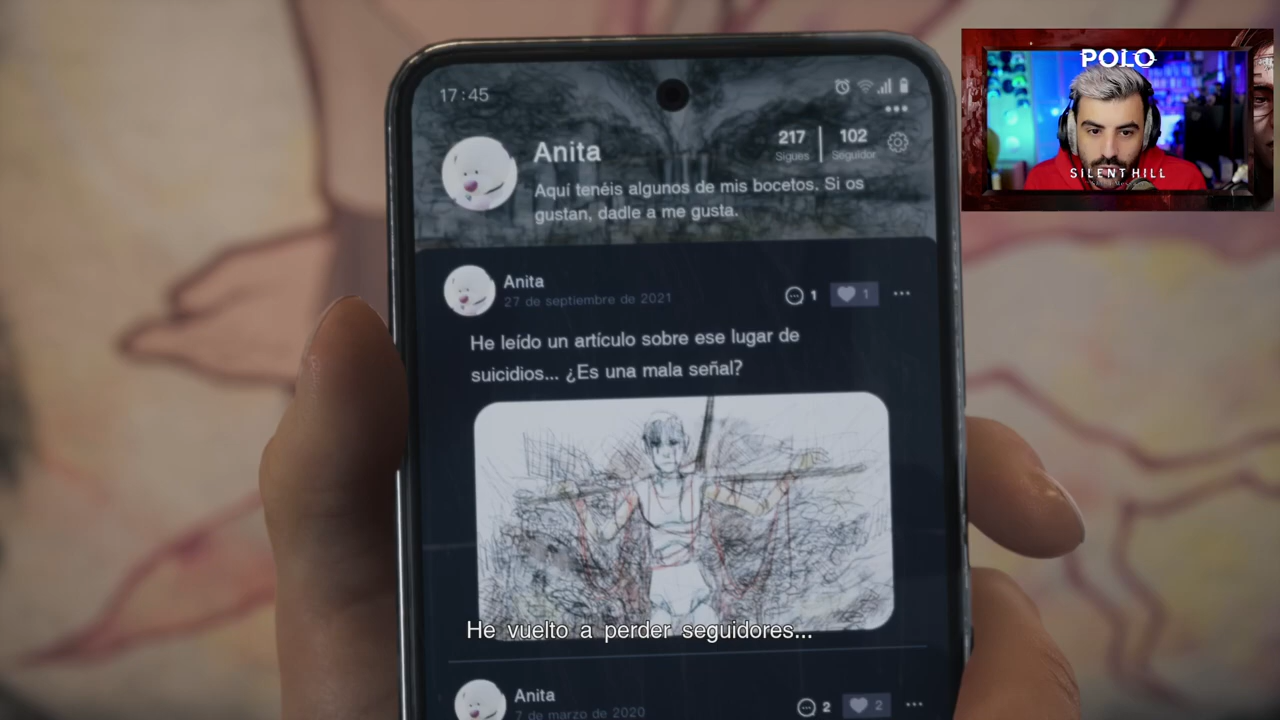 17:45
POLO
Anita
217
102
Sigues
Seguidor
Aquí tenéis algunos de mis bocetos. Si os
gustan, dadle a me gusta.
SILENT HILL
Anita
27 de septiembre de 2021
1
1
He leído un artículo sobre ese lugar de
suicidios... ¿Es una mala señal?
He vuelto a perder seguidores...
Anita
7 de marzo de 2020
2
2